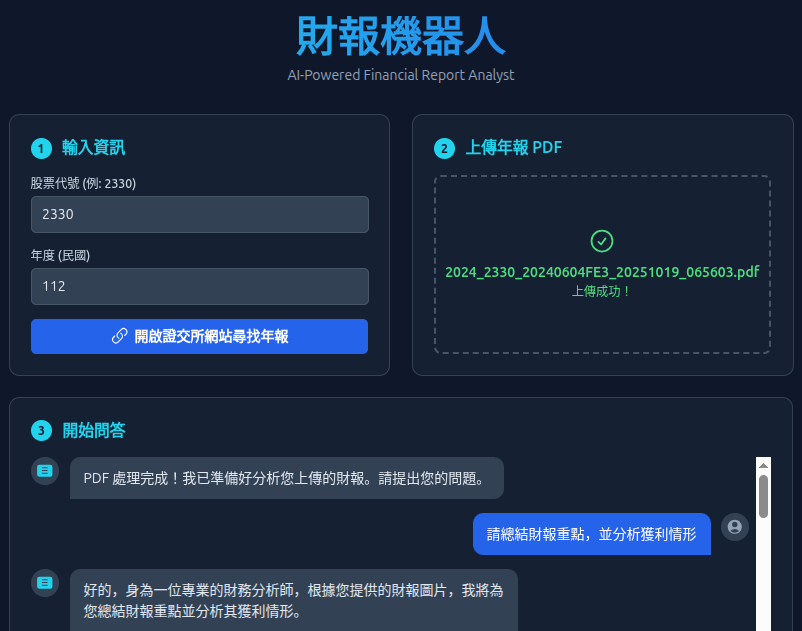 財報機器人
AI-Powered Financial Report Analyst
1 輸入資訊
股票代號 (例: 2330)
2330
年度 (民國)
112
開啟證交所網站尋找年報
2 上傳年報 PDF
2024_2330_20240604FE3_20251019_065603.pdf
上傳成功！
3 開始問答
PDF 處理完成！我已準備好分析您上傳的財報。請提出您的問題。
請總結財報重點，並分析獲利情形
好的，身為一位專業的財務分析師，根據您提供的財報圖片，我將為
您總結財報重點並分析其獲利情形。